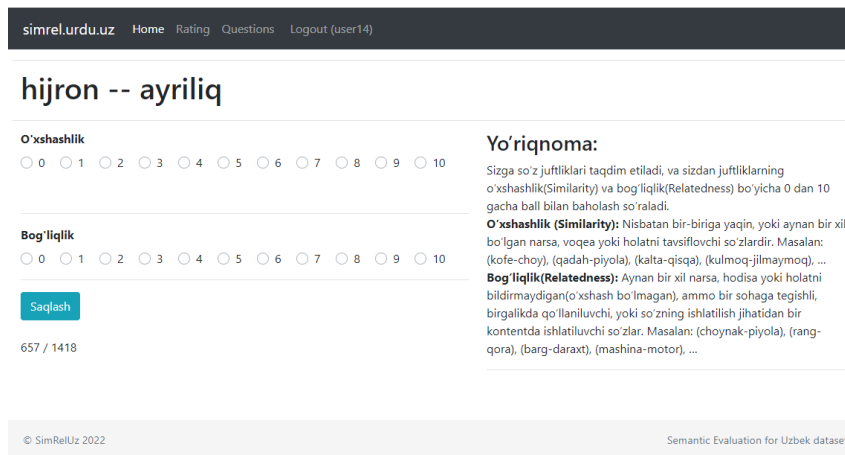 simrel.urdu.uz Home Rating Questions Logout (user14)
hijron -- ayriliq
O'xshashlik
0 1 2 3 4 5 6 7 8 9 10
Bog'liqlik
0 1 2 3 4 5 6 7 8 9 10
Saqlash
657 / 1418
Yo‘riqnoma:
Sizga so‘z juftliklari taqdim etiladi, va sizdan juftliklarning
o‘xshashlik(Similarity) va bog‘liqlik(Relatedness) bo‘yicha 0 dan 10
gacha ball bilan baholash so‘raladi.
O‘xshashlik (Similarity): Nisbatan bir-biriga yaqin, yoki aynan bir xil
bo‘lgan narsa, voqea yoki holatni tavsiflovchi so‘zlardir. Masalan:
(kofe-choy), (qadah-piyola), (kalta-qisqa), (kulmoq-jilmaymoq), ...
Bog‘liqlik(Relatedness): Aynan bir xil narsa, hodisa yoki holatni
bildirmaydigan(o‘xshash bo‘lmagan), ammo bir sohaga tegishli,
birgalikda qo‘llaniluvchi, yoki so‘zning ishlatilish jihatidan bir
kontentda ishlatiluvchi so‘zlar. Masalan: (choynak-piyola), (rang-
qora), (barg-daraxt), (mashina-motor), ...
© SimRelUz 2022
Semantic Evaluation for Uzbek dataset